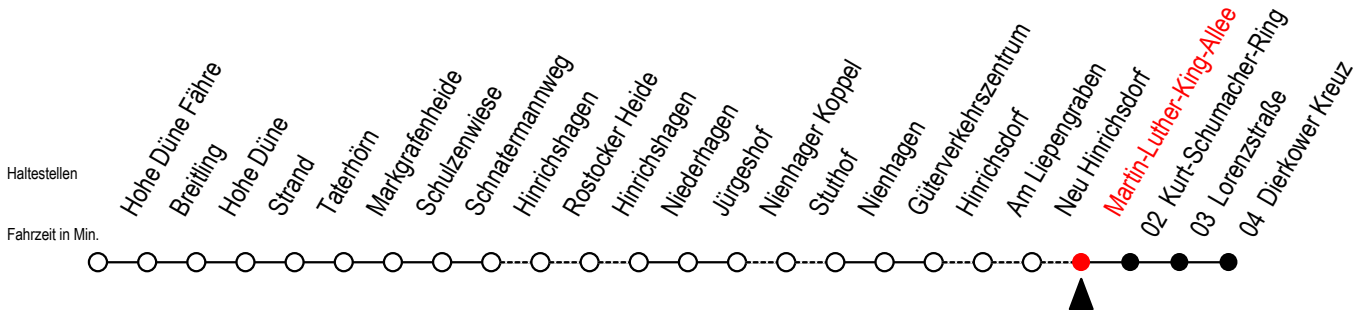 Haltestellen
Hohe Düne Fähre
Breitling
Hohe Düne
Strand
Taterhörn
Markgrafenheide
Schulzenwiese
Schnatermannweg
Hinrichshagen
Rostocker Heide
Hinrichshagen
Niederhagen
Jürgeshof
Nienhager Koppel
Stuthof
Nienhagen
Güterverkehrszentrum
Hinrichsdorf
Am Liepengraben
Neu Hinrichsdorf
Martin-Luther-King-Allee
02 Kurt-Schumacher-Ring
03 Lorenzstraße
04 Dierkower Kreuz
Fahrzeit in Min.